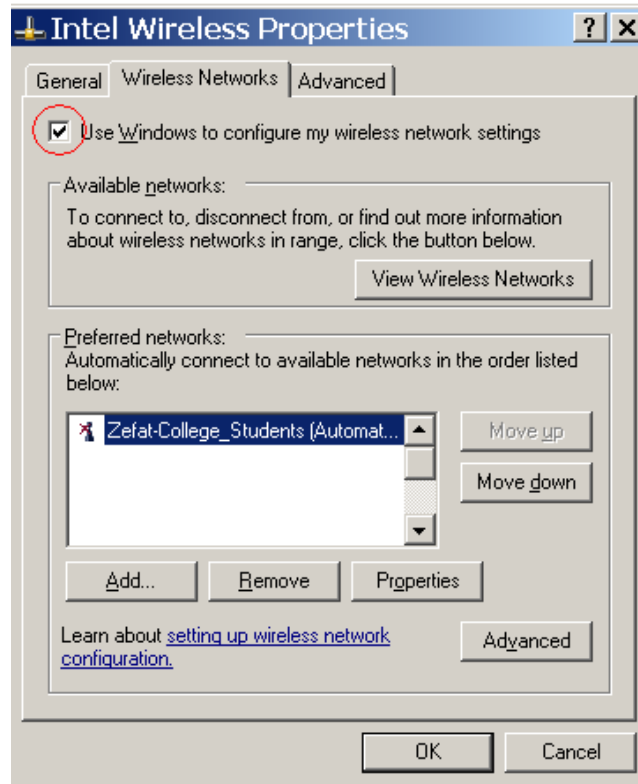 Intel Wireless Properties
General Wireless Networks Advanced
Use Windows to configure my wireless network settings
Available networks:
To connect to, disconnect from, or find out more information
about wireless networks in range, click the button below.
View Wireless Networks
Preferred networks:
Automatically connect to available networks in the order listed
below:
Zefat-College_Students (Automat...
Move up
Move down
Add... Remove Properties
Learn about setting up wireless network
configuration.
Advanced
OK Cancel